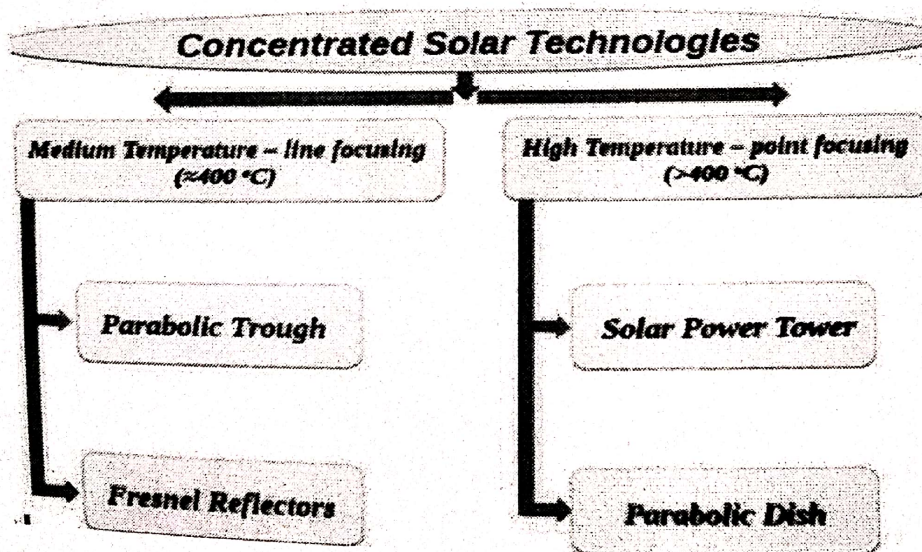 Concentrated Solar Technologies
Medium Temperature – line focusing
(≈400 °C)
High Temperature – point focusing
(>400 °C)
Parabolic Trough
Solar Power Tower
Fresnel Reflectors
Parabolic Dish